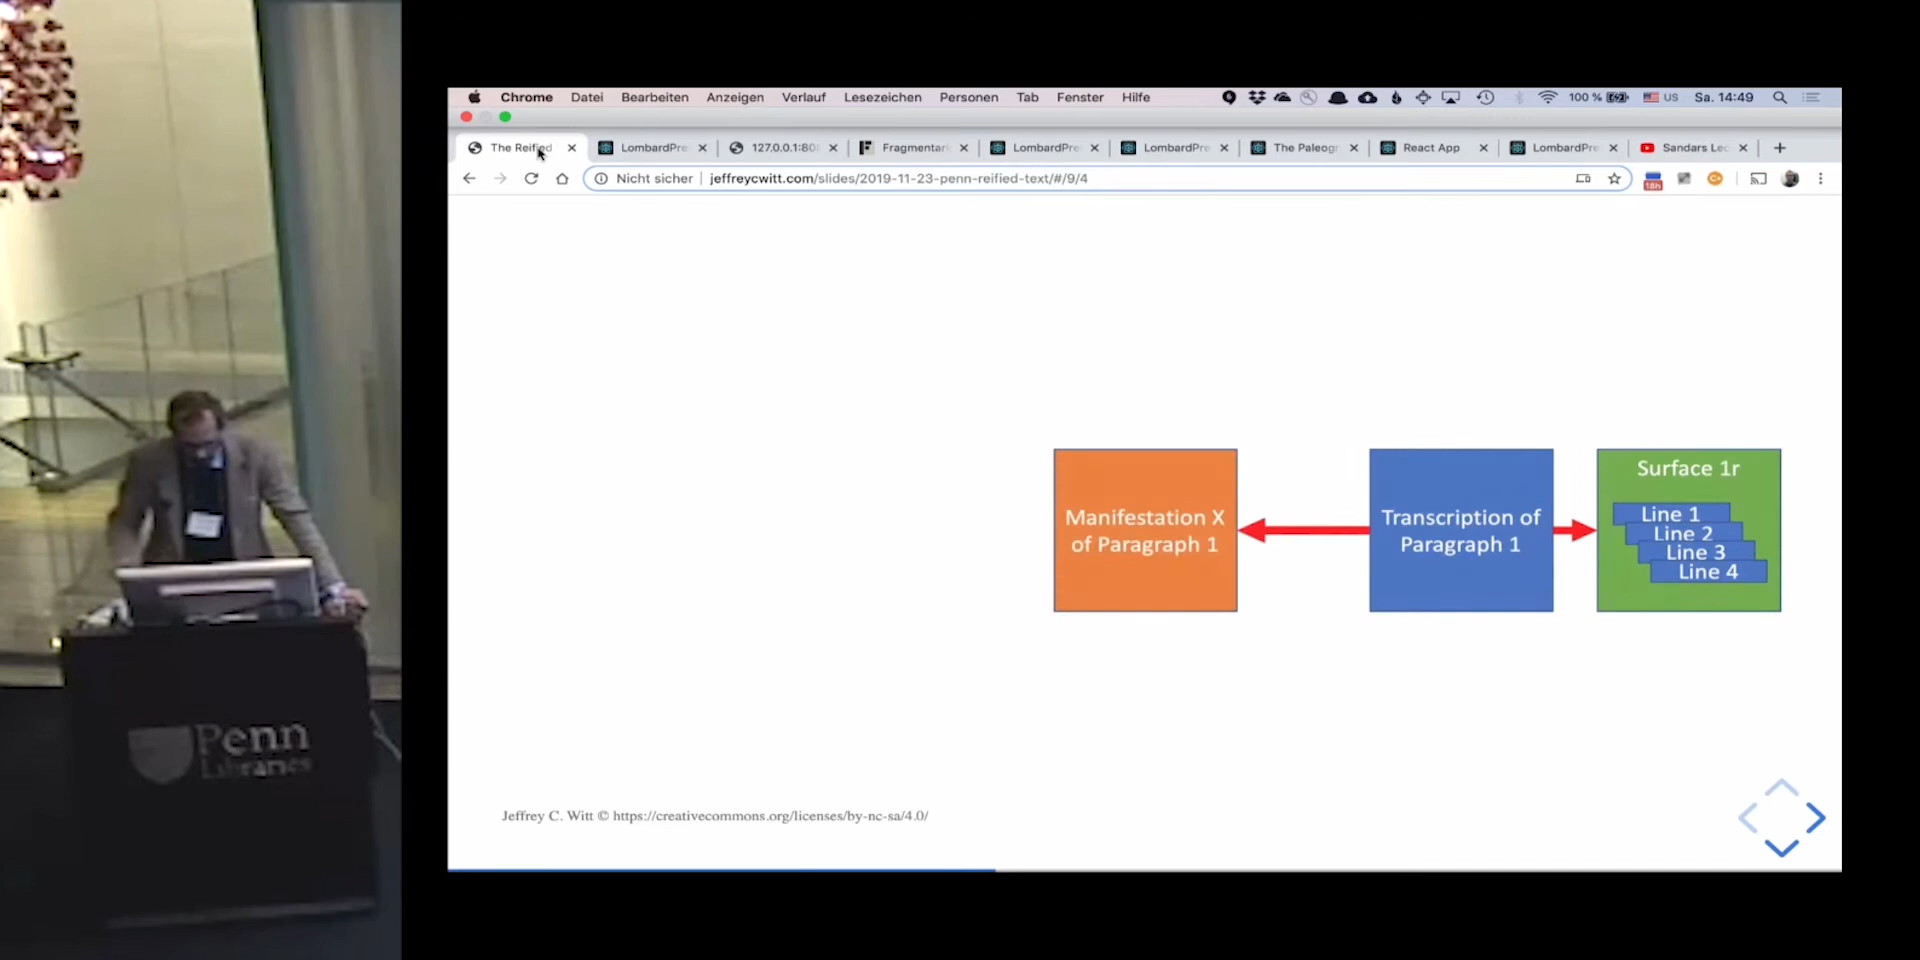 Chrome Datei Bearbeiten Anzeigen Verlauf Lesezeichen Personen Tab Fenster Hilfe 100 % US Sa. 14:49
The Reified LombardPre 127.0.0.1:80 Fragmentari LombardPre LombardPre The Paleogr React App LombardPre Sandars Lec
Nicht sicher jeffreycwitt.com/slides/2019-11-23-penn-reified-text/#/9/4
18h
Manifestation X
of Paragraph 1
Transcription of
Paragraph 1
Surface 1r
Line 1
Line 2
Line 3
Line 4
Jeffrey C. Witt © https://creativecommons.org/licenses/by-nc-sa/4.0/
Penn
Libraries